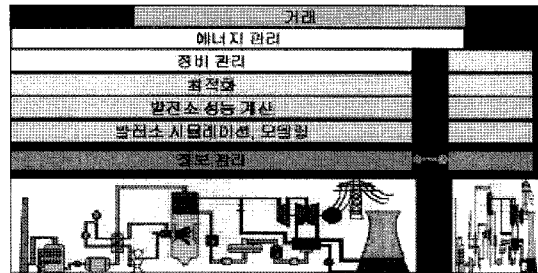 거래
에너지 관리
정비 관리
최적화
발전소 성능 계산
발전소 시뮬레이션, 모델링
정보 관리